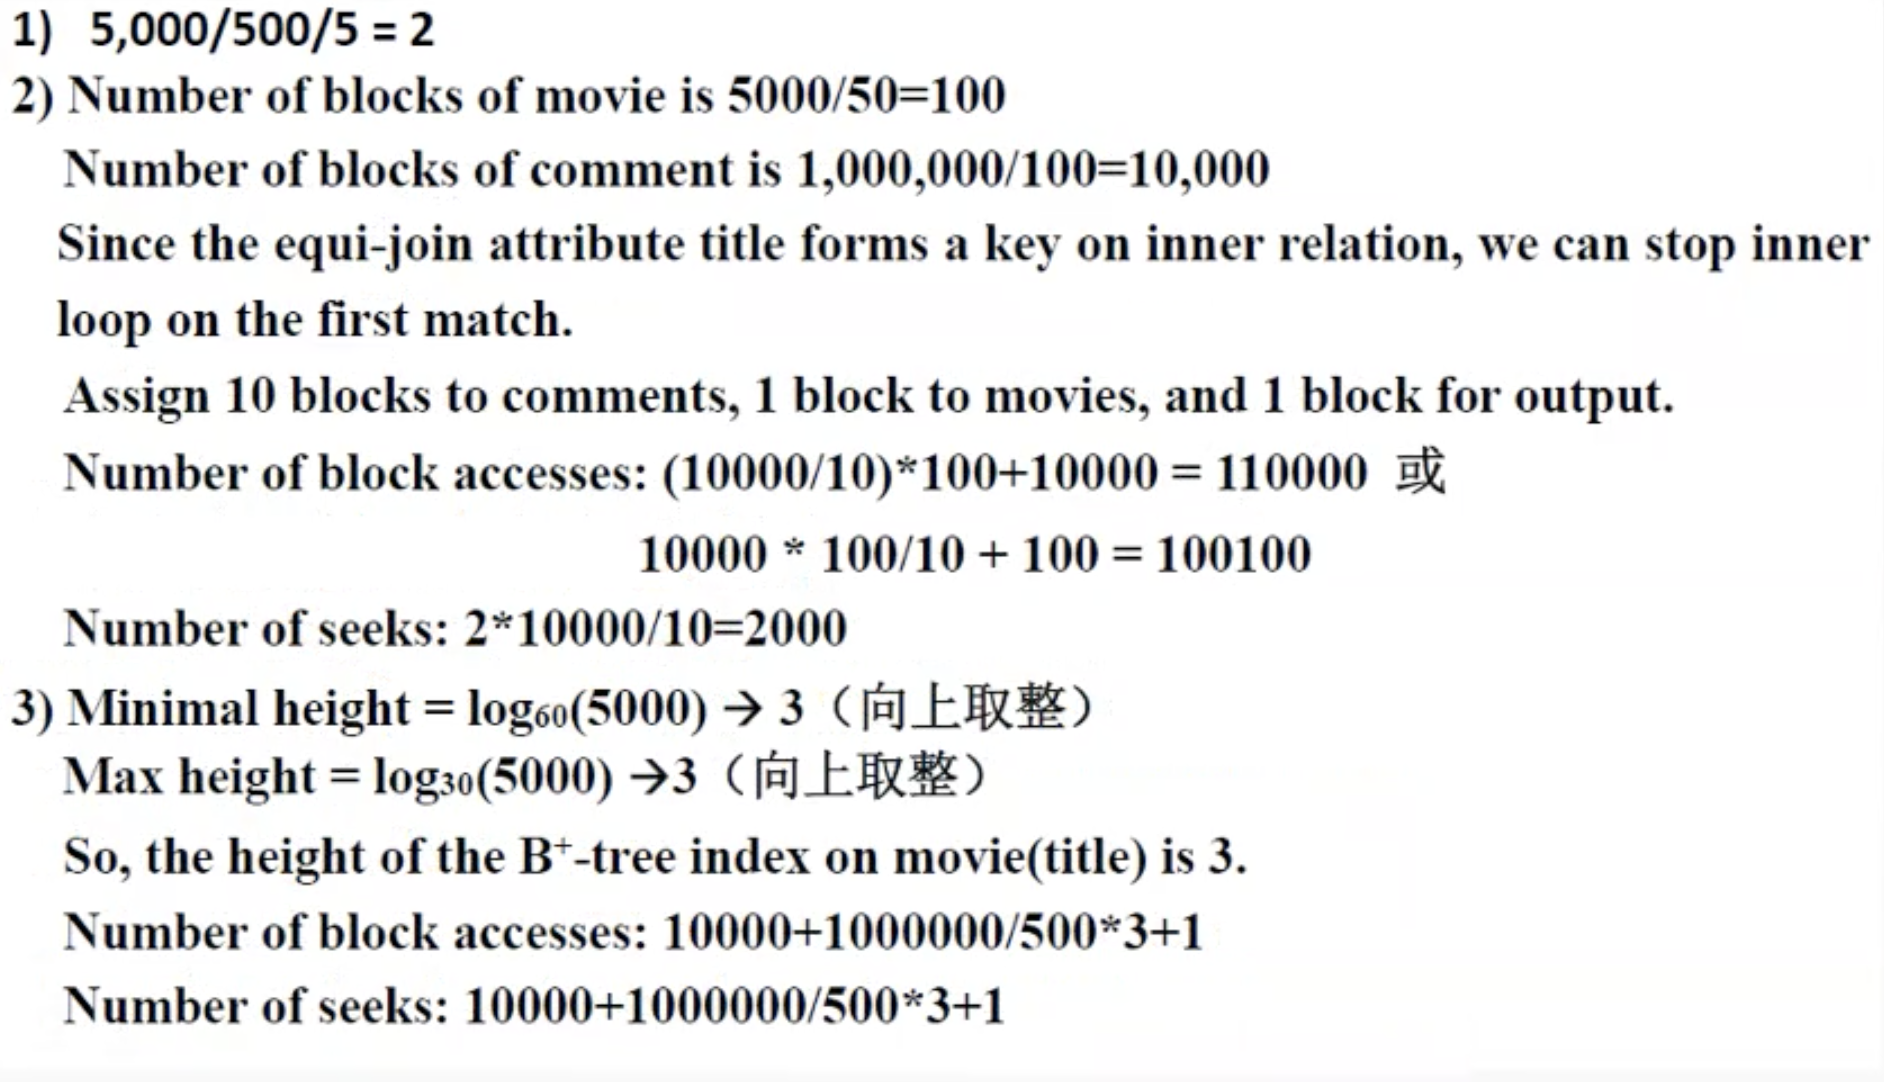 1) 5,000/500/5 = 2
2) Number of blocks of movie is 5000/50=100
Number of blocks of comment is 1,000,000/100=10,000
Since the equi-join attribute title forms a key on inner relation, we can stop inner
loop on the first match.
Assign 10 blocks to comments, 1 block to movies, and 1 block for output.
Number of block accesses: (10000/10)*100+10000 = 110000 或
10000 * 100/10 + 100 = 100100
Number of seeks: 2*10000/10=2000
3) Minimal height = log₆₀(5000) → 3（向上取整）
Max height = log₃₀(5000) →3（向上取整）
So, the height of the B⁺-tree index on movie(title) is 3.
Number of block accesses: 10000+1000000/500*3+1
Number of seeks: 10000+1000000/500*3+1